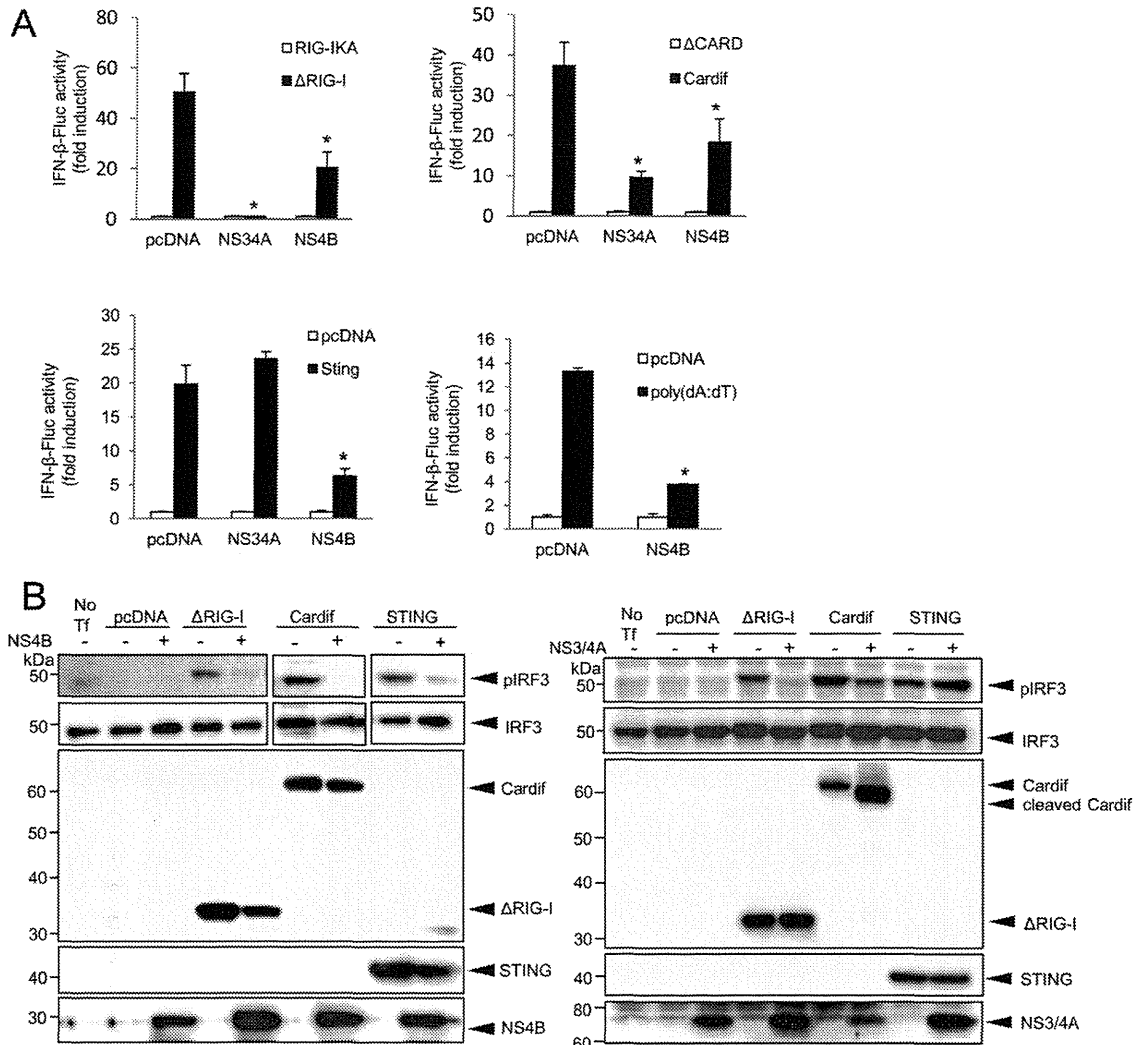 A
80
60
40
20
0
IFN-β-Fluc activity
(fold induction)
RIG-IKA
ΔRIG-I
*
*
pcDNA
NS34A
NS4B
50
40
30
20
10
0
IFN-β-Fluc activity
(fold induction)
ΔCARD
Cardif
*
*
pcDNA
NS34A
NS4B
30
25
20
15
10
5
0
IFN-β-Fluc activity
(fold induction)
pcDNA
Sting
*
pcDNA
NS34A
NS4B
16
14
12
10
8
6
4
2
0
IFN-β-Fluc activity
(fold induction)
pcDNA
poly(dA:dT)
*
pcDNA
NS4B
B
No Tf
pcDNA
ΔRIG-I
Cardif
STING
NS4B - - + - + - + - +
kDa
50
pIRF3
50
IRF3
60
50
40
30
Cardif
ΔRIG-I
40
STING
30
NS4B
No Tf
pcDNA
ΔRIG-I
Cardif
STING
NS3/4A - - + - + - + - +
kDa
50
pIRF3
50
IRF3
60
50
40
30
Cardif
cleaved Cardif
ΔRIG-I
40
STING
80
60
NS3/4A